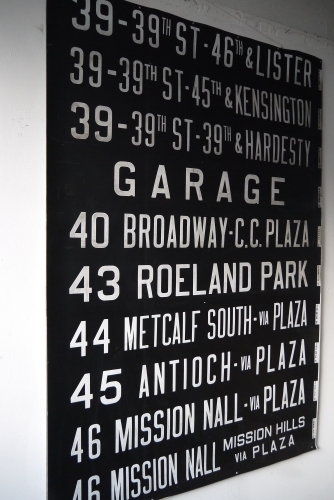 39-39TH ST-46TH & LISTER
39-39TH ST-45TH & KENSINGTON
39-39TH ST-39TH & HARDESTY
GARAGE
40 BROADWAY-C.C. PLAZA
43 ROELAND PARK
44 METCALF SOUTH-VIA PLAZA
45 ANTIOCH-VIA PLAZA
46 MISSION NALL-VIA PLAZA
46 MISSION NALL MISSION HILLS
VIA PLAZA